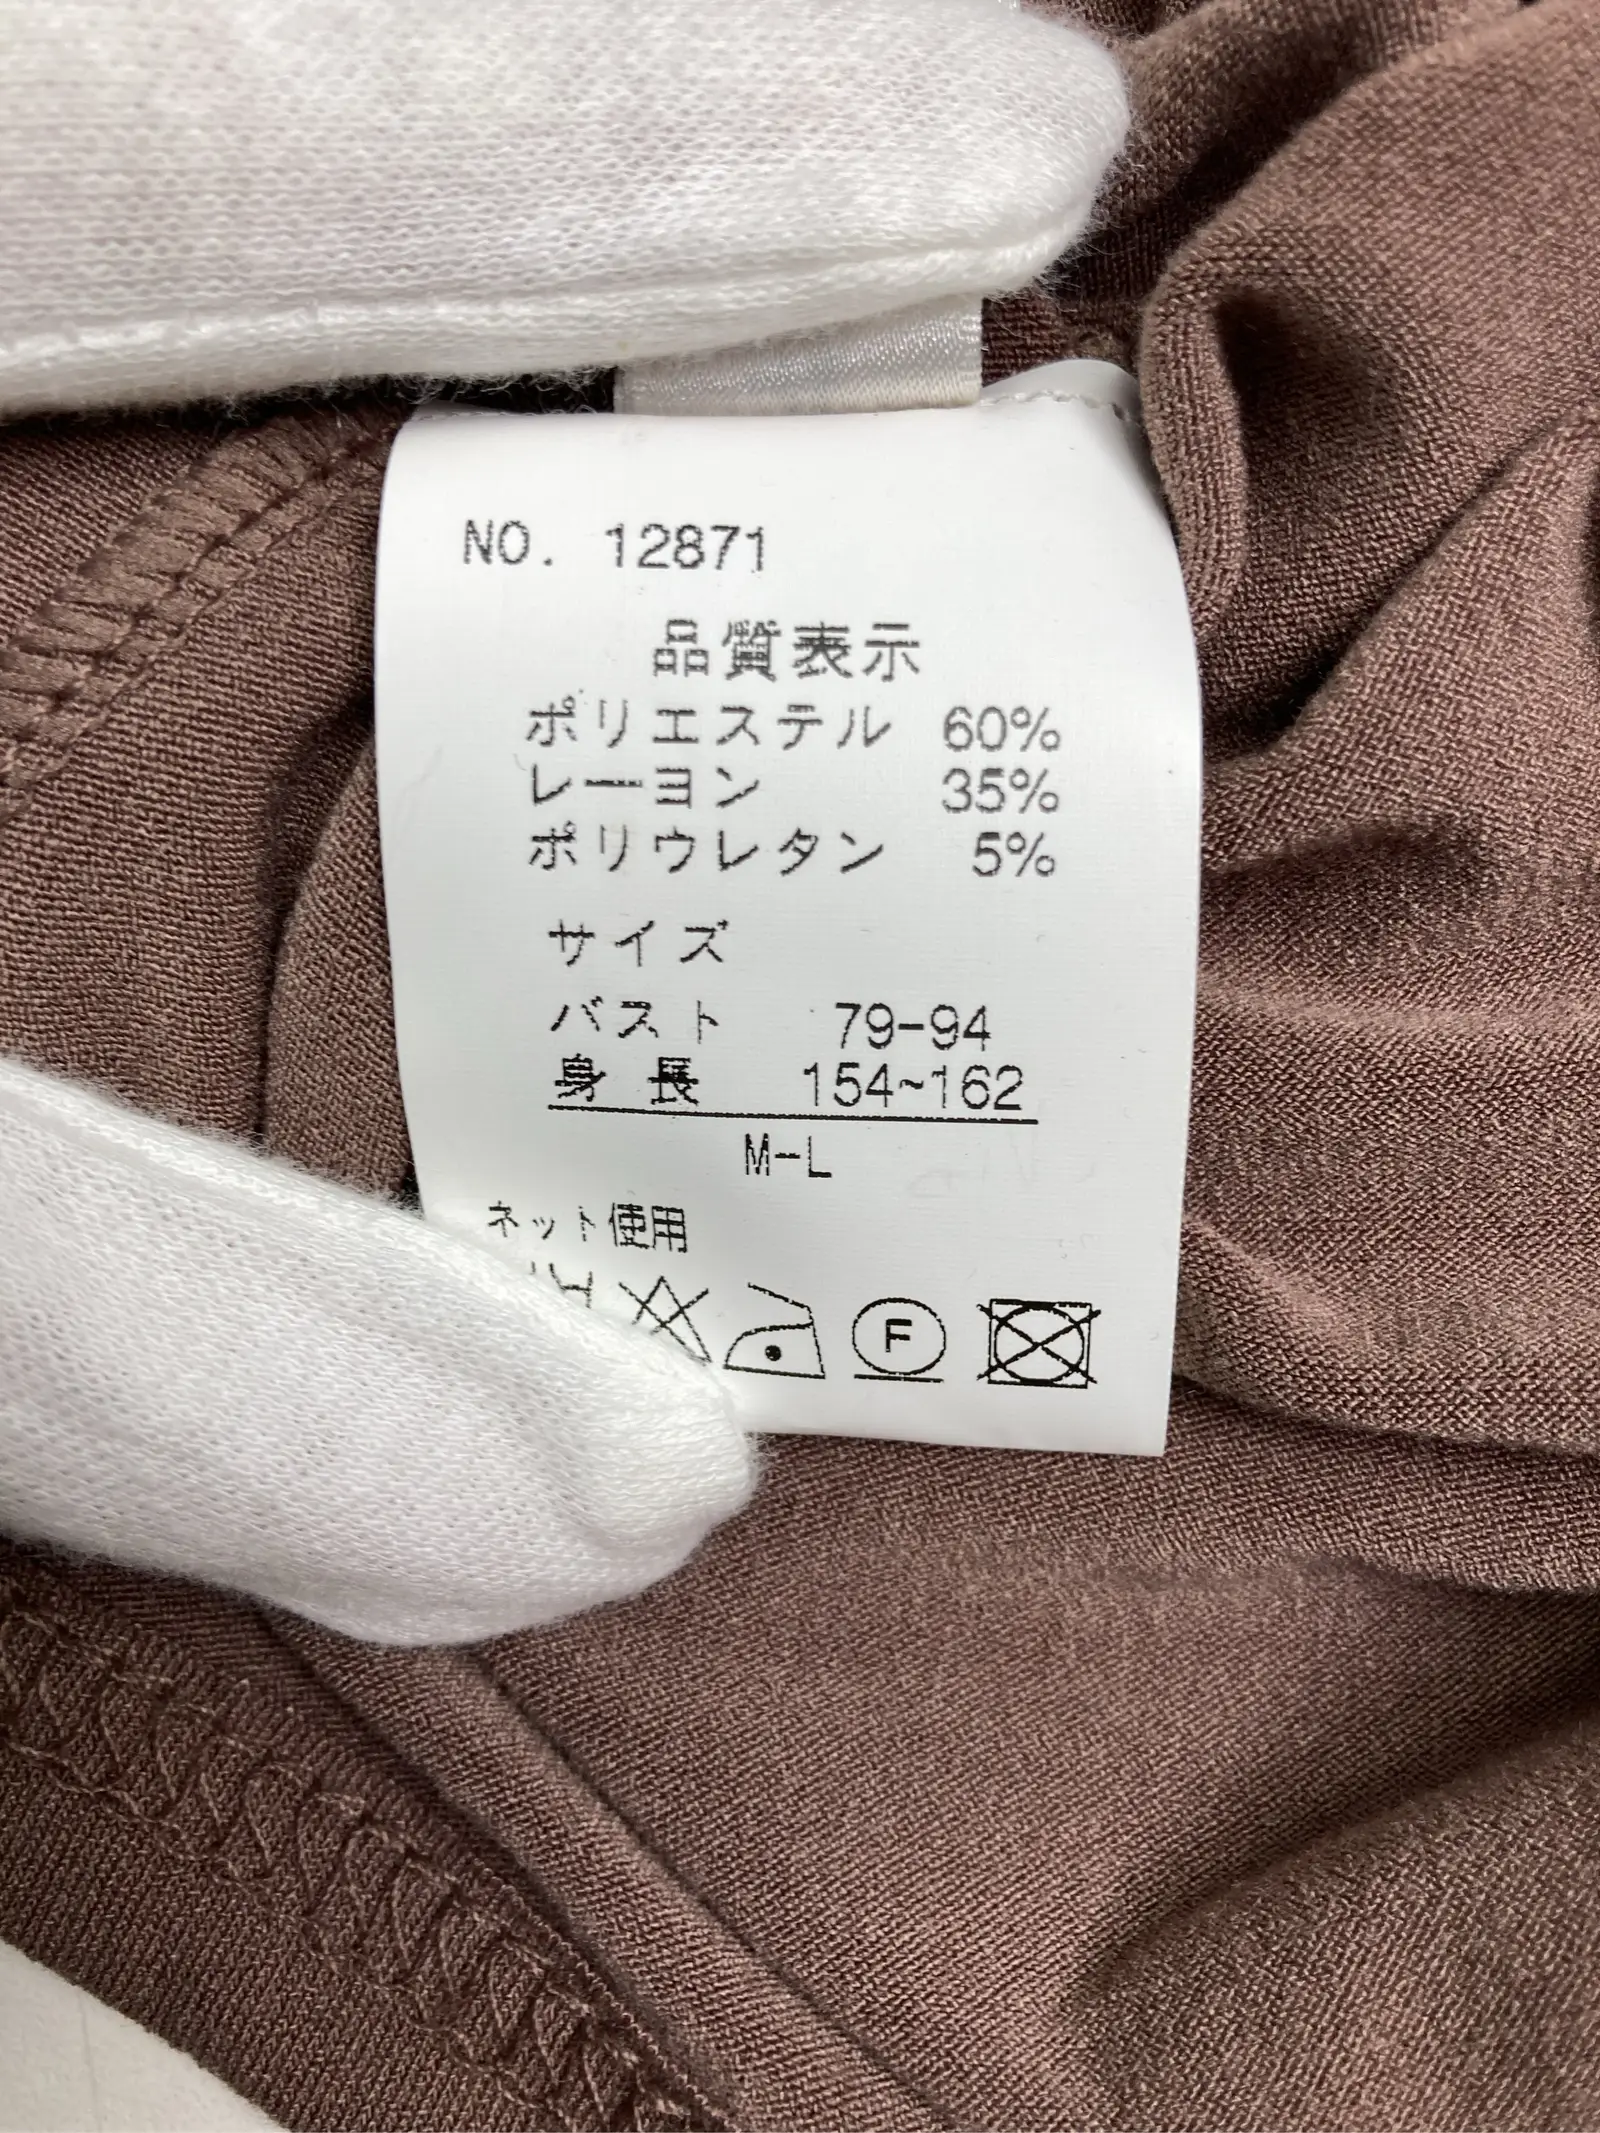 NO. 12871
品質表示
ポリエステル 60%
レーヨン 35%
ポリウレタン 5%
サイズ
バスト 79-94
身長 154~162
M-L
ネット使用
F